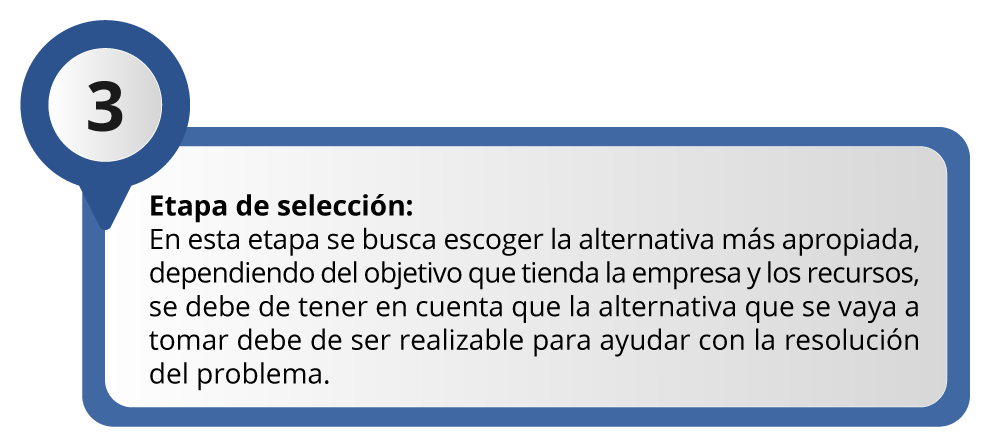 3
Etapa de selección:
En esta etapa se busca escoger la alternativa más apropiada,
dependiendo del objetivo que tienda la empresa y los recursos,
se debe de tener en cuenta que la alternativa que se vaya a
tomar debe de ser realizable para ayudar con la resolución
del problema.